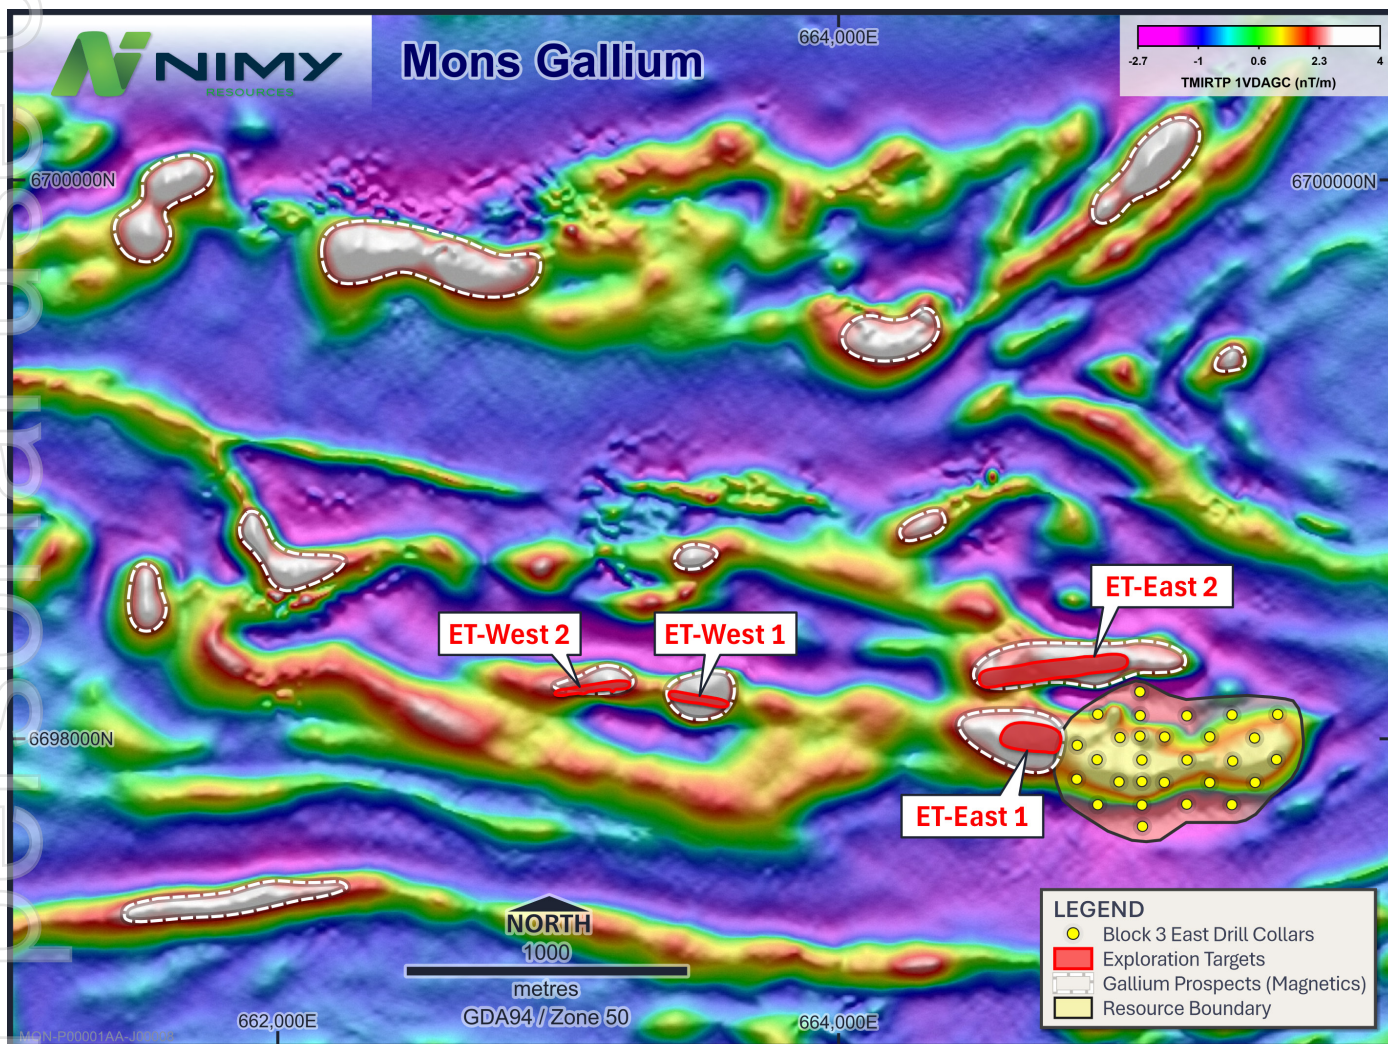 NIMY
RESOURCES
Mons Gallium
664,000E
-2.7 -1 0.6 2.3 4
TMIRTP 1VDAGC (nT/m)
6700000N
6700000N
ET-East 2
ET-West 2
ET-West 1
6698000N
ET-East 1
LEGEND
Block 3 East Drill Collars
Exploration Targets
Gallium Prospects (Magnetics)
Resource Boundary
NORTH
1000
metres
GDA94 / Zone 50
662,000E
664,000E